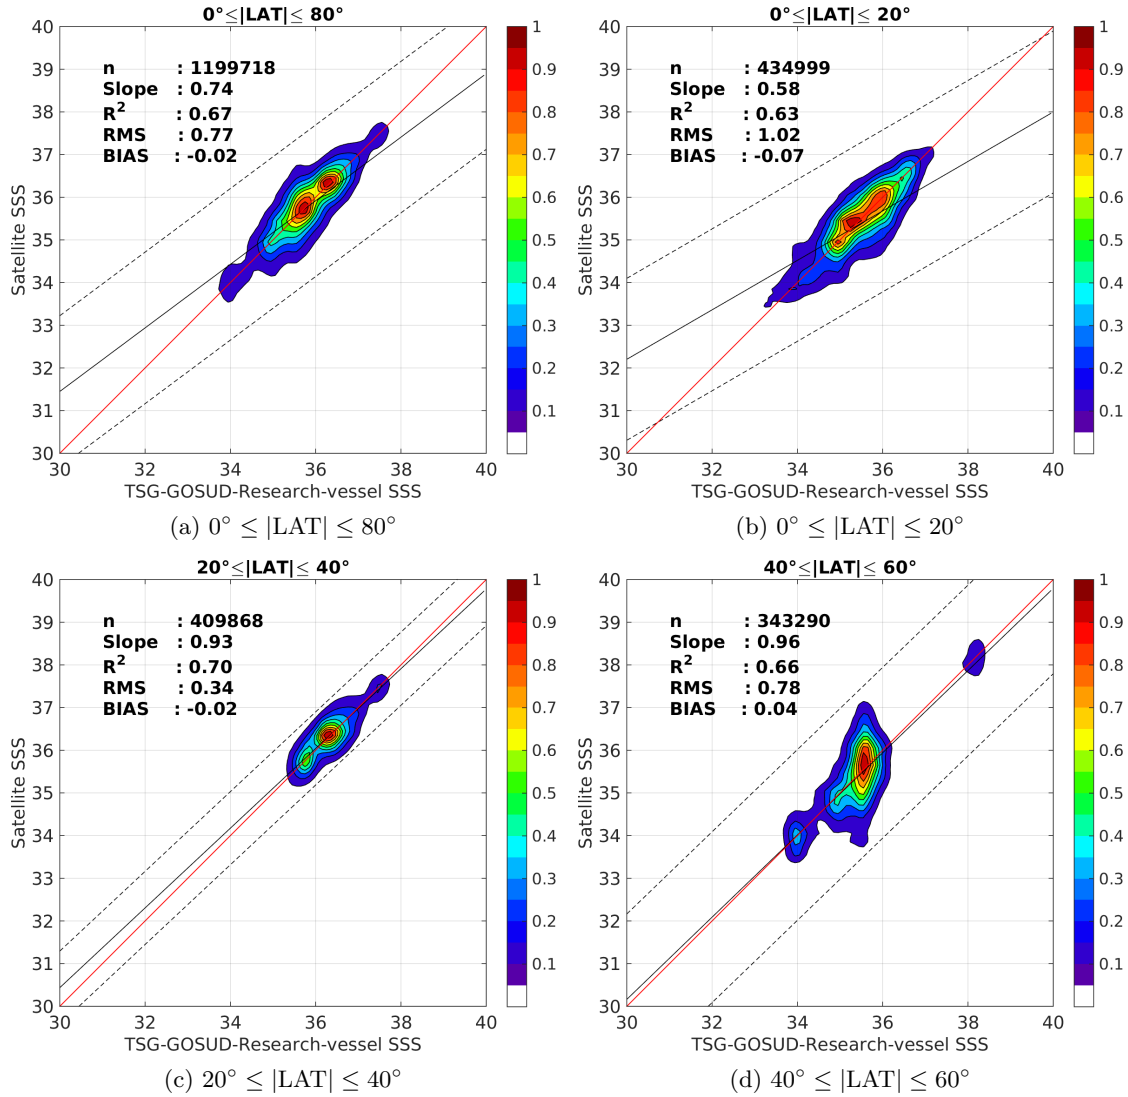 0°≤|LAT|≤ 80°
n : 1199718
Slope : 0.74
R² : 0.67
RMS : 0.77
BIAS : -0.02
40
39
38
37
36
35
34
33
32
31
30
30 32 34 36 38 40
Satellite SSS
TSG-GOSUD-Research-vessel SSS
1
0.9
0.8
0.7
0.6
0.5
0.4
0.3
0.2
0.1
(a) 0° ≤ |LAT| ≤ 80°
0°≤|LAT|≤ 20°
n : 434999
Slope : 0.58
R² : 0.63
RMS : 1.02
BIAS : -0.07
40
39
38
37
36
35
34
33
32
31
30
30 32 34 36 38 40
Satellite SSS
TSG-GOSUD-Research-vessel SSS
1
0.9
0.8
0.7
0.6
0.5
0.4
0.3
0.2
0.1
(b) 0° ≤ |LAT| ≤ 20°
20°≤|LAT|≤ 40°
n : 409868
Slope : 0.93
R² : 0.70
RMS : 0.34
BIAS : -0.02
40
39
38
37
36
35
34
33
32
31
30
30 32 34 36 38 40
Satellite SSS
TSG-GOSUD-Research-vessel SSS
1
0.9
0.8
0.7
0.6
0.5
0.4
0.3
0.2
0.1
(c) 20° ≤ |LAT| ≤ 40°
40°≤|LAT|≤ 60°
n : 343290
Slope : 0.96
R² : 0.66
RMS : 0.78
BIAS : 0.04
40
39
38
37
36
35
34
33
32
31
30
30 32 34 36 38 40
Satellite SSS
TSG-GOSUD-Research-vessel SSS
1
0.9
0.8
0.7
0.6
0.5
0.4
0.3
0.2
0.1
(d) 40° ≤ |LAT| ≤ 60°